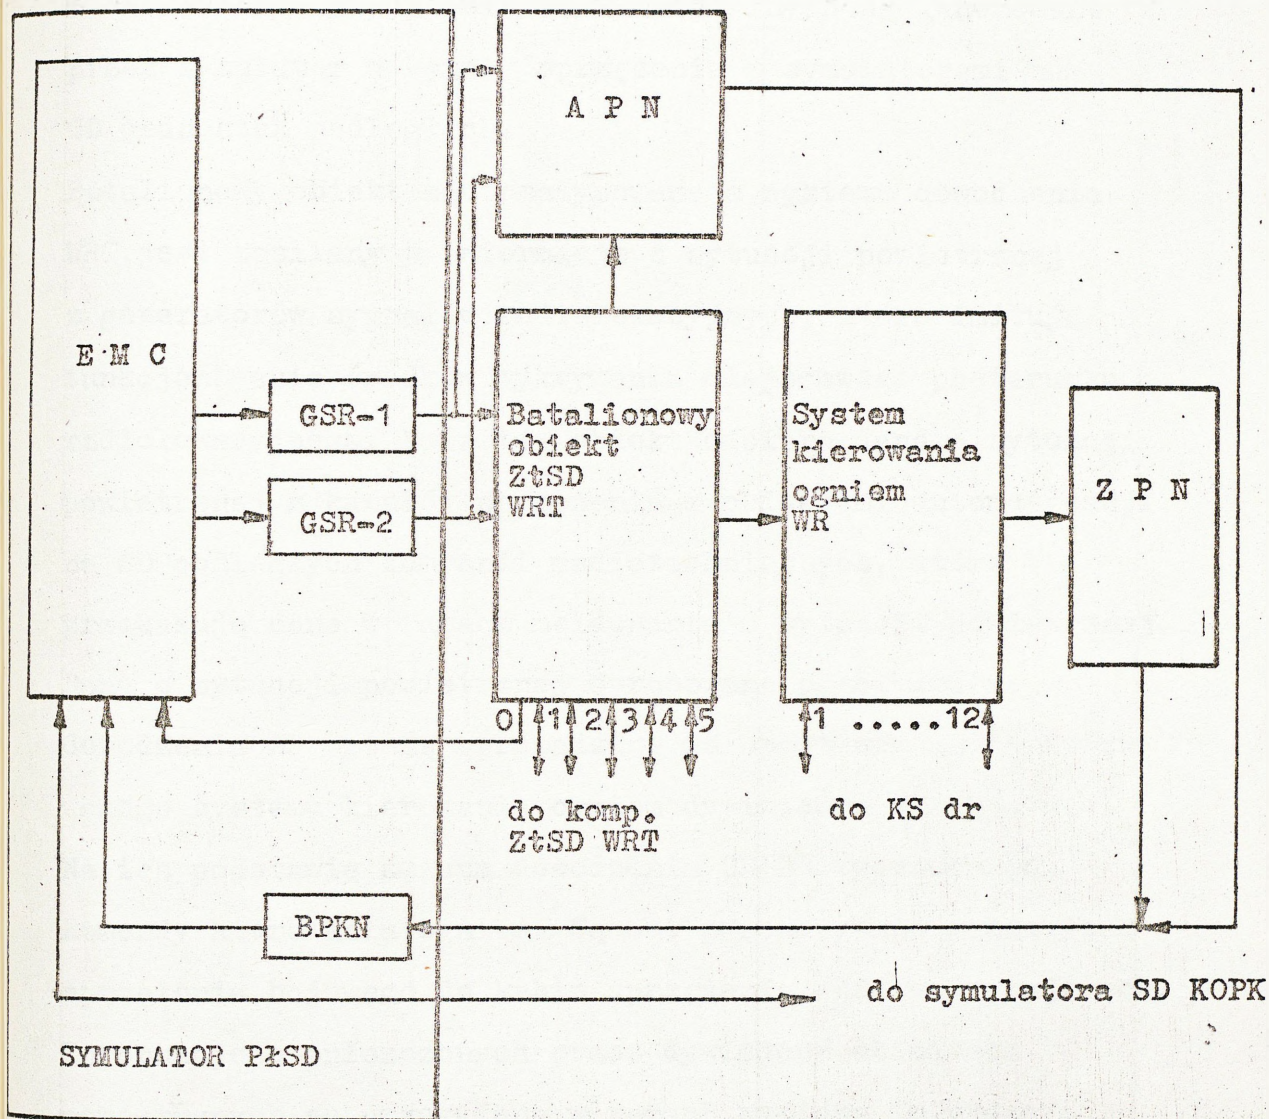 A P N
E M C
GSR-1
GSR-2
Batalionowy
obiekt
ZtSD
WRT
System
kierowania
ogniem
WR
Z P N
0 1 2 3 4 5
1 .....12
do komp.
ZtSD WRT
do KS dr
BPKN
do symulatora SD KOPK
SYMULATOR PłSD